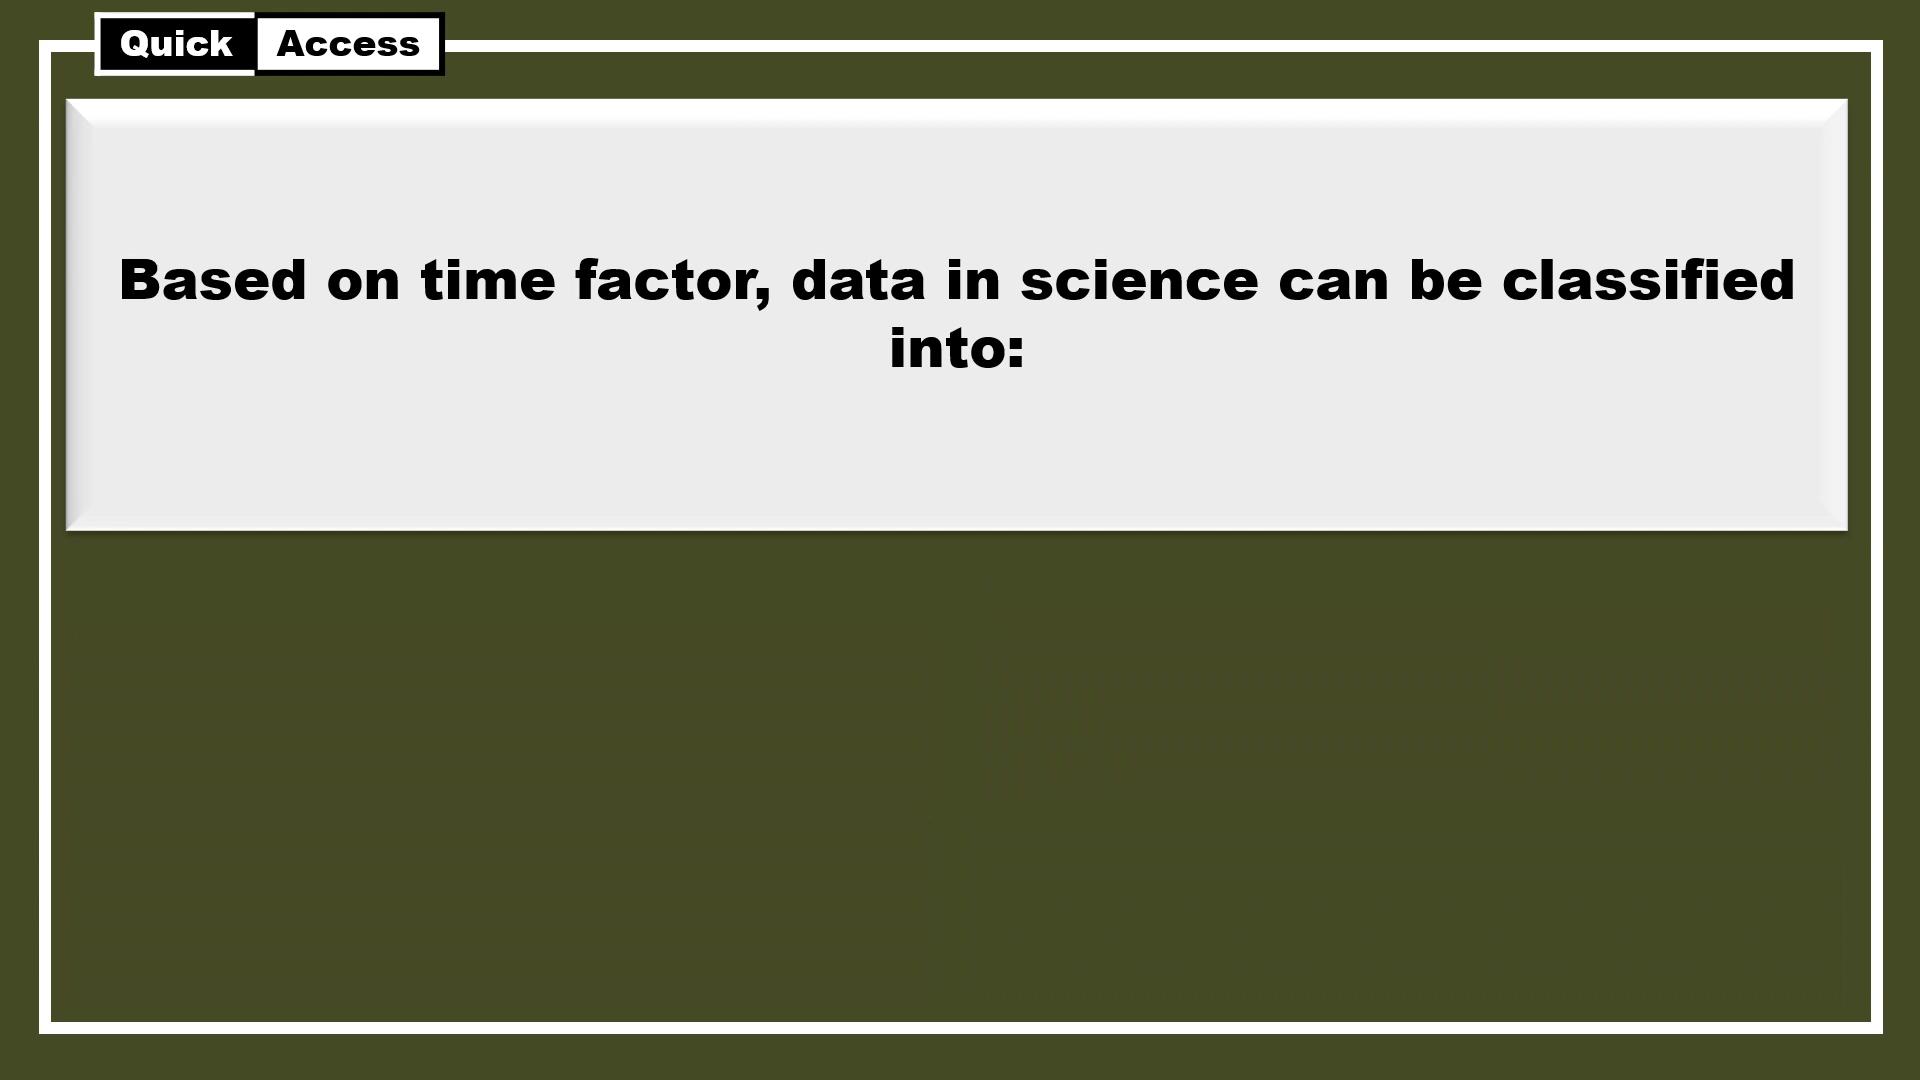 Quick Access
Based on time factor, data in science can be classified
into: